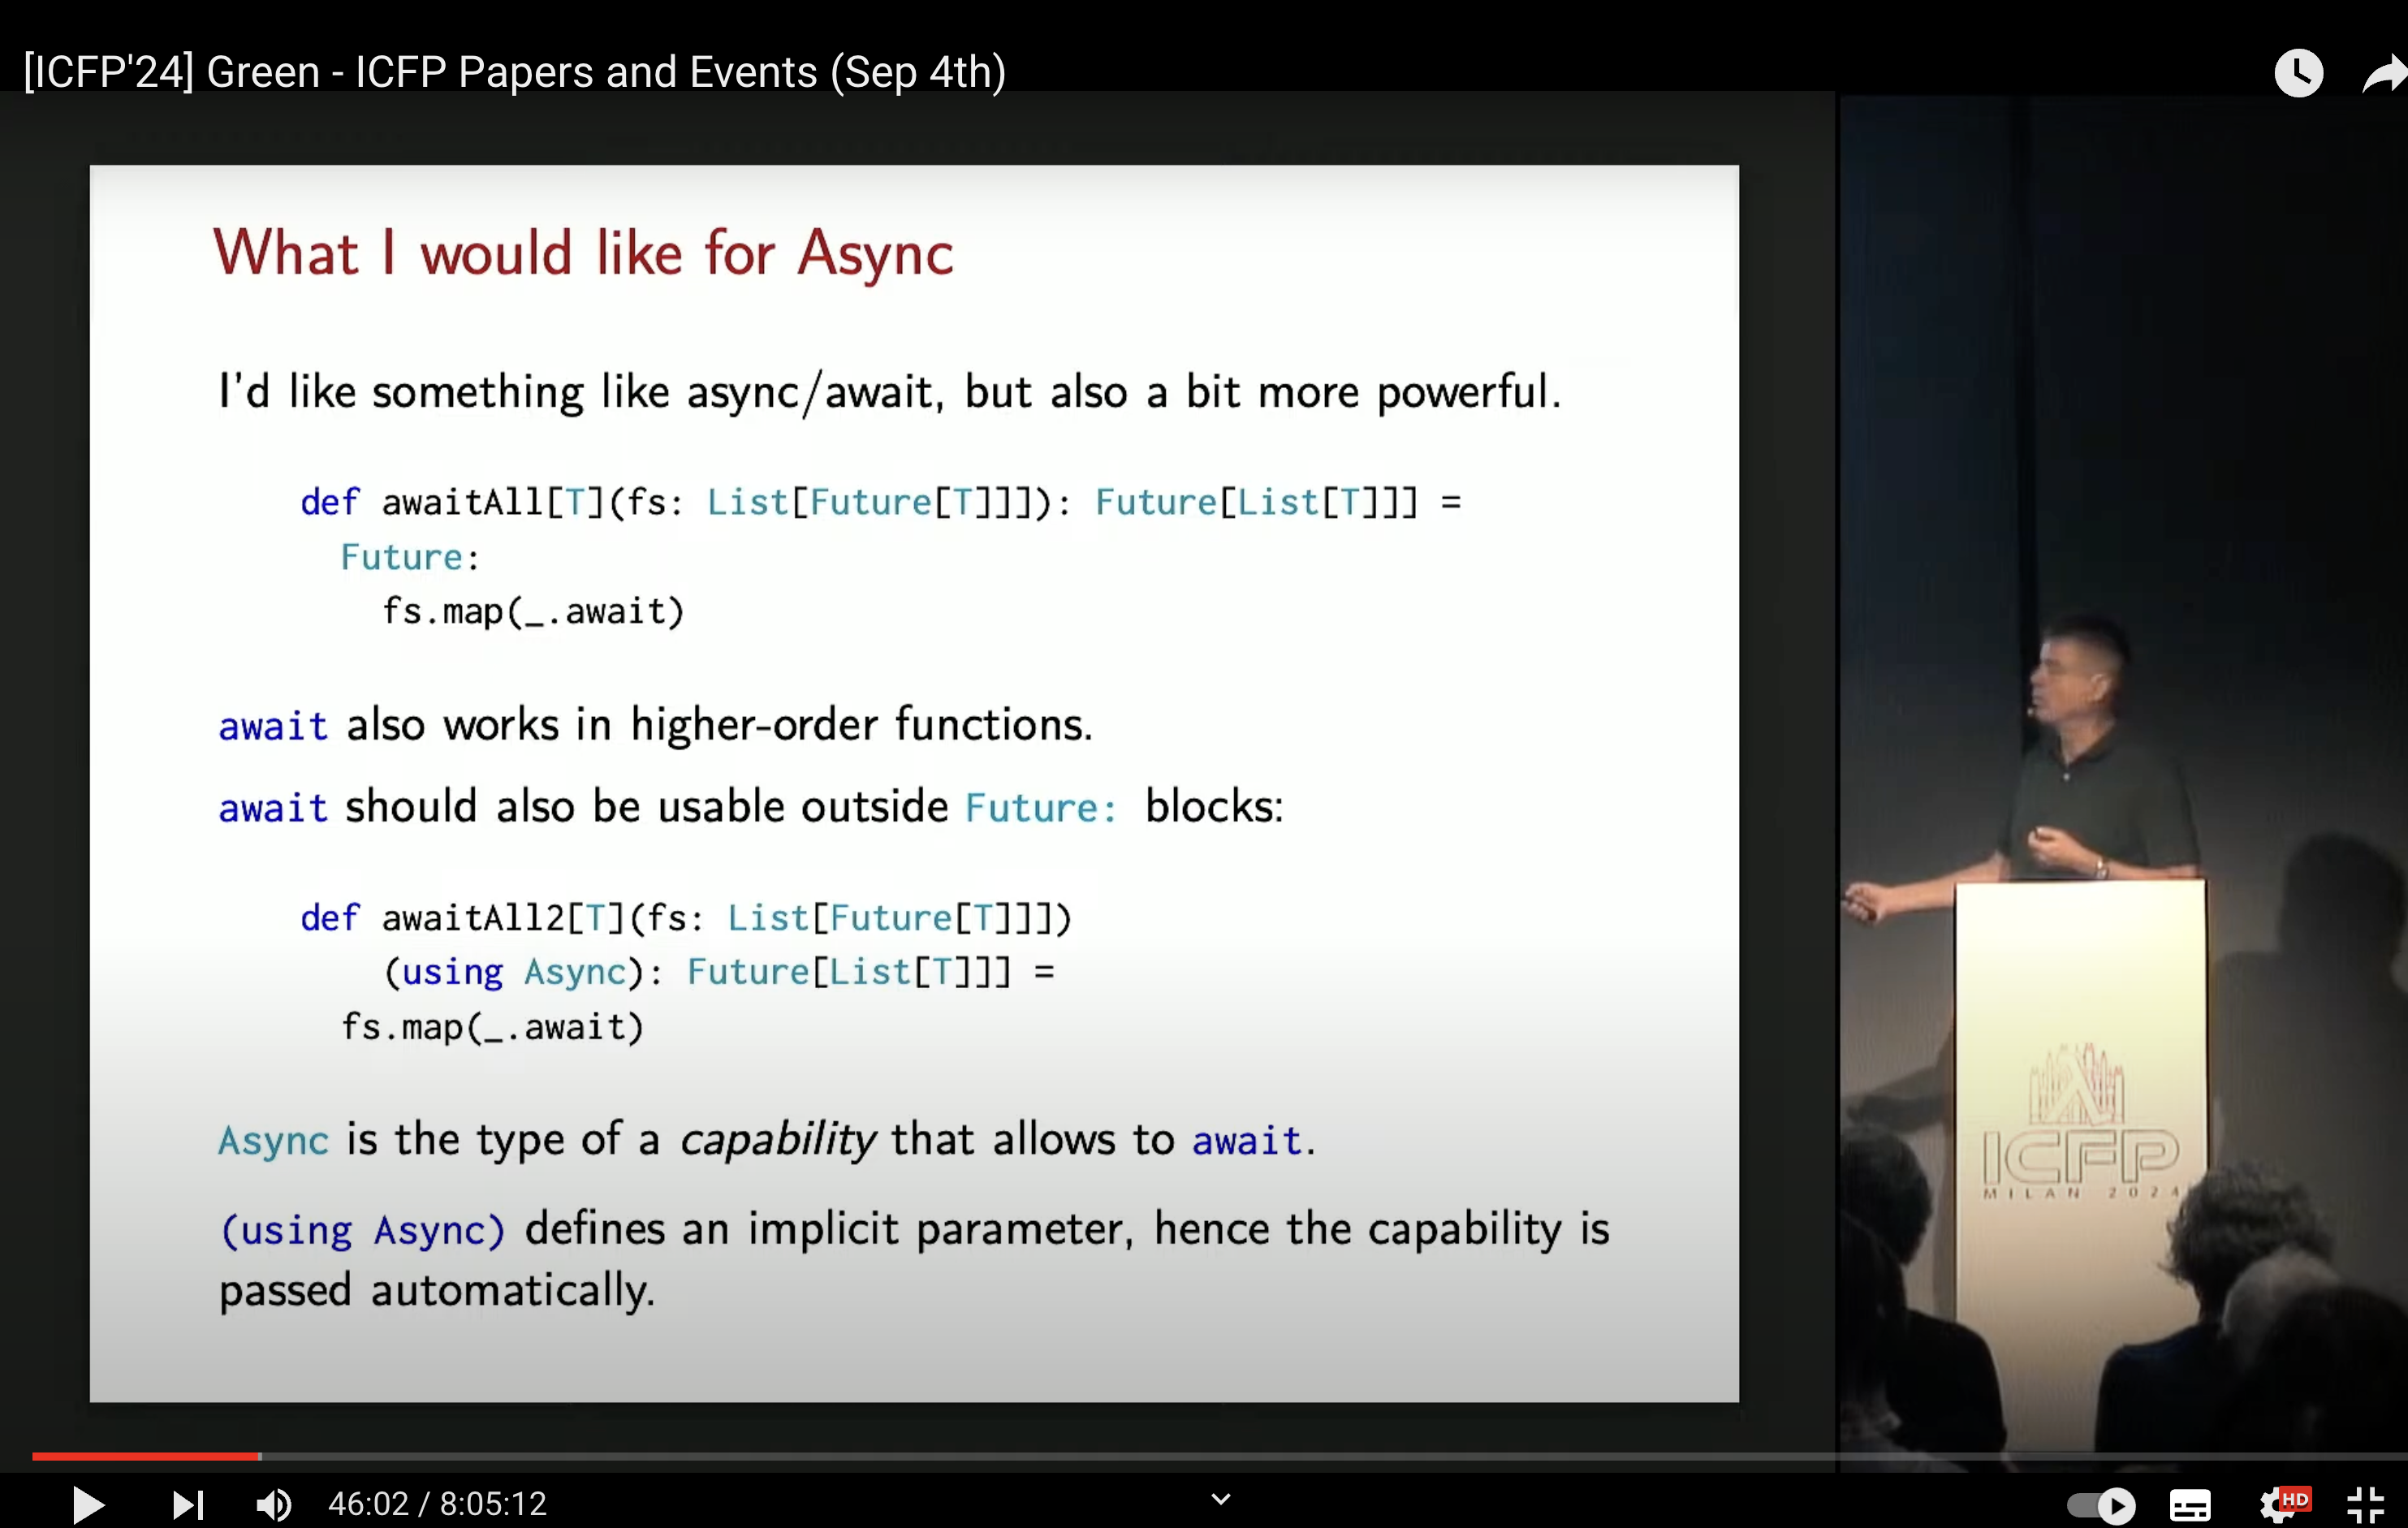 [ICFP'24] Green - ICFP Papers and Events (Sep 4th)
What I would like for Async
I'd like something like async/await, but also a bit more powerful.
def awaitAll[T](fs: List[Future[T]]]): Future[List[T]]] =
Future:
fs.map(_.await)
await also works in higher-order functions.
await should also be usable outside Future: blocks:
def awaitAll2[T](fs: List[Future[T]]])
(using Async): Future[List[T]]] =
fs.map(_.await)
Async is the type of a capability that allows to await.
(using Async) defines an implicit parameter, hence the capability is
passed automatically.
ICFP
MILAN 2024
46:02 / 8:05:12
HD